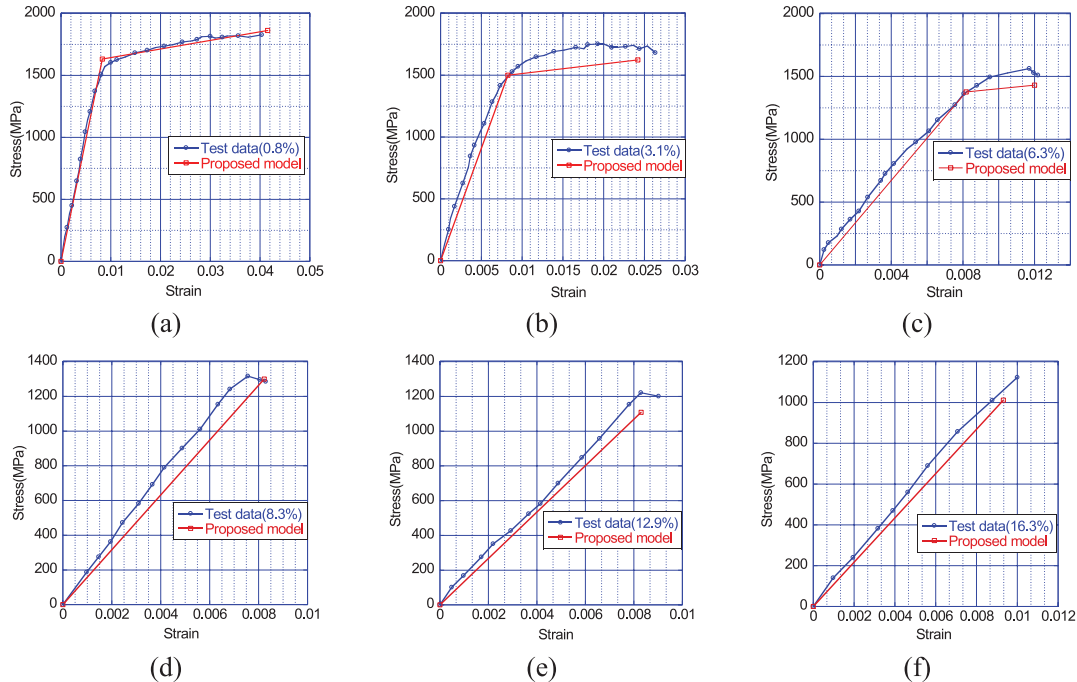 2000
1500
1000
500
0
Stress(MPa)
Test data(0.8%)
Proposed model
0 0.01 0.02 0.03 0.04 0.05
Strain
(a)
2000
1500
1000
500
0
Stress(MPa)
Test data(3.1%)
Proposed model
0 0.005 0.01 0.015 0.02 0.025 0.03
Strain
(b)
2000
1500
1000
500
0
Stress(MPa)
Test data(6.3%)
Proposed model
0 0.004 0.008 0.012
Strain
(c)
1400
1200
1000
800
600
400
200
0
Stress(MPa)
Test data(8.3%)
Proposed model
0 0.002 0.004 0.006 0.008 0.01
Strain
(d)
1400
1200
1000
800
600
400
200
0
Stress(MPa)
Test data(12.9%)
Proposed model
0 0.002 0.004 0.006 0.008 0.01
Strain
(e)
1200
1000
800
600
400
200
0
Stress(MPa)
Test data(16.3%)
Proposed model
0 0.002 0.004 0.006 0.008 0.01 0.012
Strain
(f)